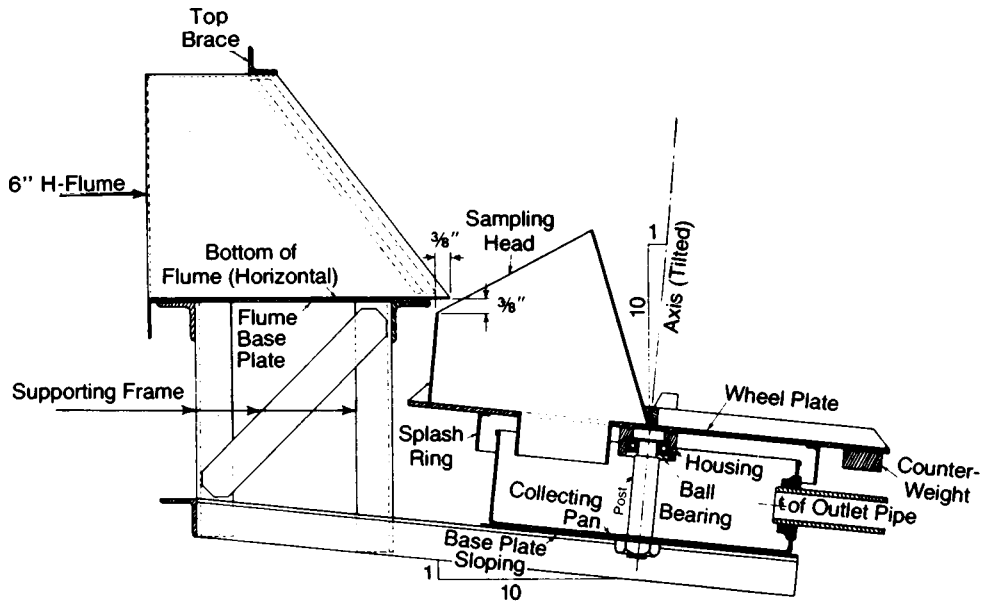 Top
Brace
6" H-Flume
Bottom of
Flume (Horizontal)
3/8"
Sampling
Head
3/8"
1
10
Axis (Tilted)
Flume
Base
Plate
Supporting Frame
Wheel Plate
Splash
Ring
Housing
Counter-
Weight
Collecting
Pan
Post
Ball
Bearing
℄ of Outlet Pipe
Base Plate
Sloping
1
10